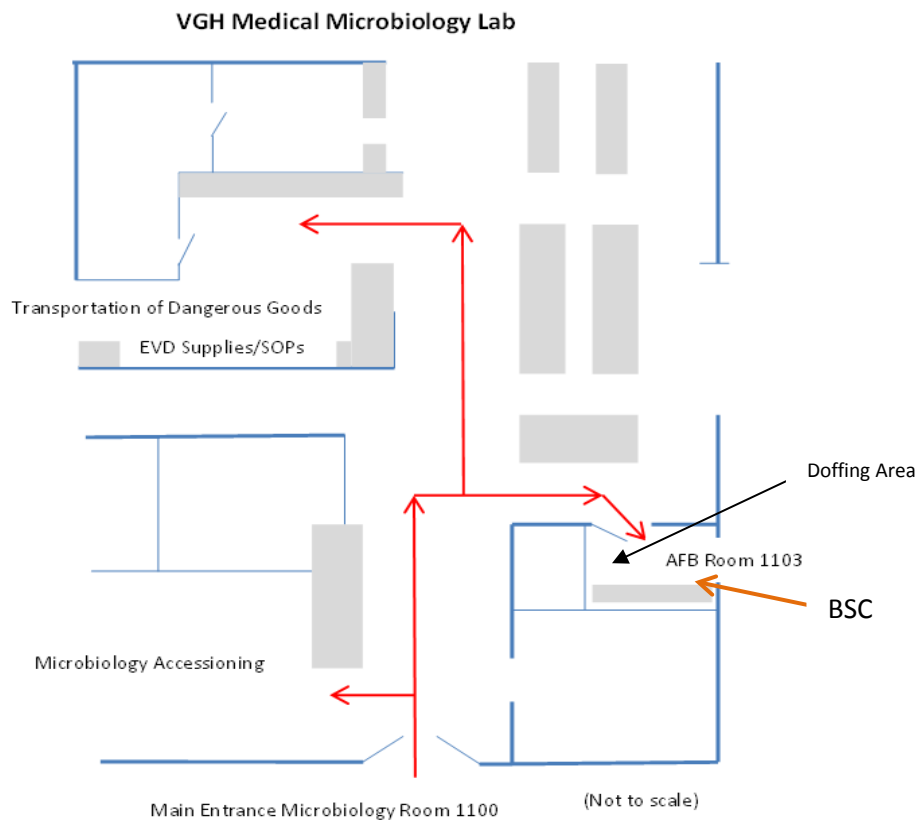 VGH Medical Microbiology Lab
Transportation of Dangerous Goods
EVD Supplies/SOPs
Doffing Area
AFB Room 1103
BSC
Microbiology Accessioning
Main Entrance Microbiology Room 1100
(Not to scale)